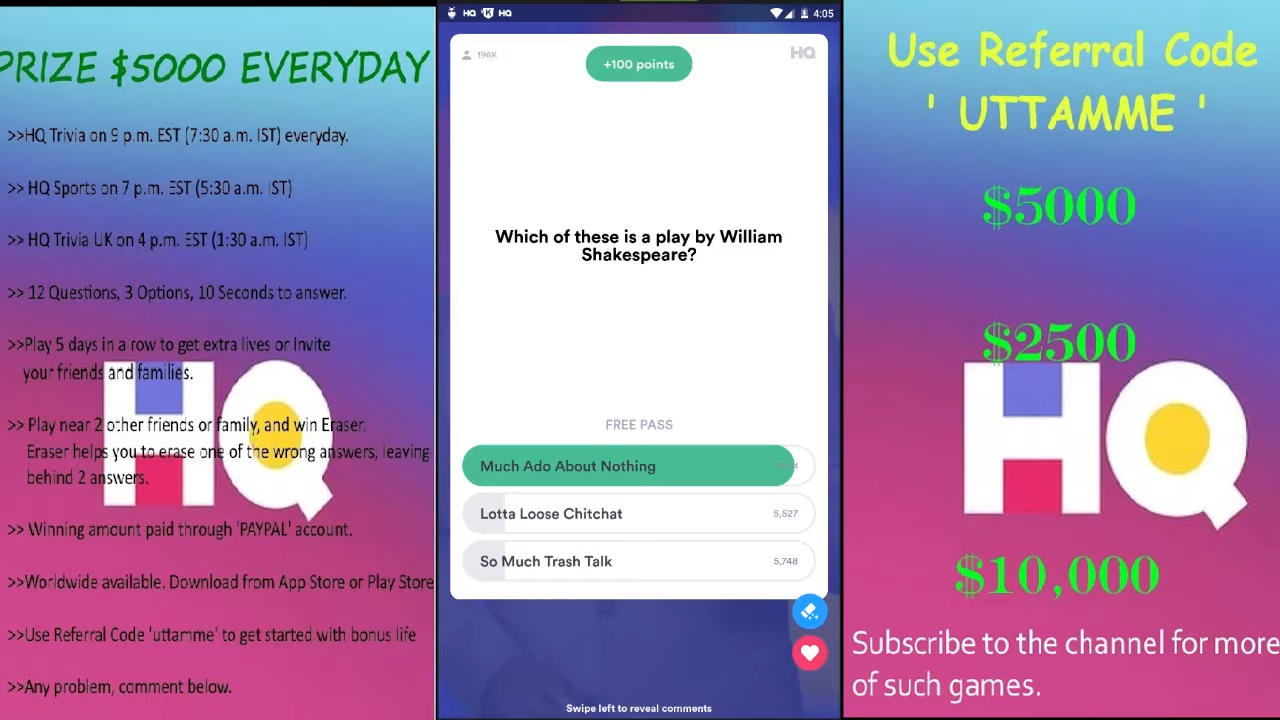 PRIZE $5000 EVERYDAY
>>HQ Trivia on 9 p.m. EST (7:30 a.m. IST) everyday.
>> HQ Sports on 7 p.m. EST (5:30 a.m. IST)
>> HQ Trivia UK on 4 p.m. EST (1:30 a.m. IST)
>> 12 Questions, 3 Options, 10 Seconds to answer.
>>Play 5 days in a row to get extra lives or Invite
your friends and families.
>> Play near 2 other friends or family, and win Eraser.
Eraser helps you to erase one of the wrong answers, leaving
behind 2 answers.
>> Winning amount paid through 'PAYPAL' account.
>>Worldwide available. Download from App Store or Play Store
>>Use Referral Code 'uttamme' to get started with bonus life
>>Any problem, comment below.
HQ
HQ HQ 4:05
196K
+100 points
HQ
Which of these is a play by William
Shakespeare?
FREE PASS
Much Ado About Nothing
Lotta Loose Chitchat 5,527
So Much Trash Talk 5,748
Swipe left to reveal comments
Use Referral Code
' UTTAMME '
$5000
$2500
HQ
$10,000
Subscribe to the channel for more
of such games.